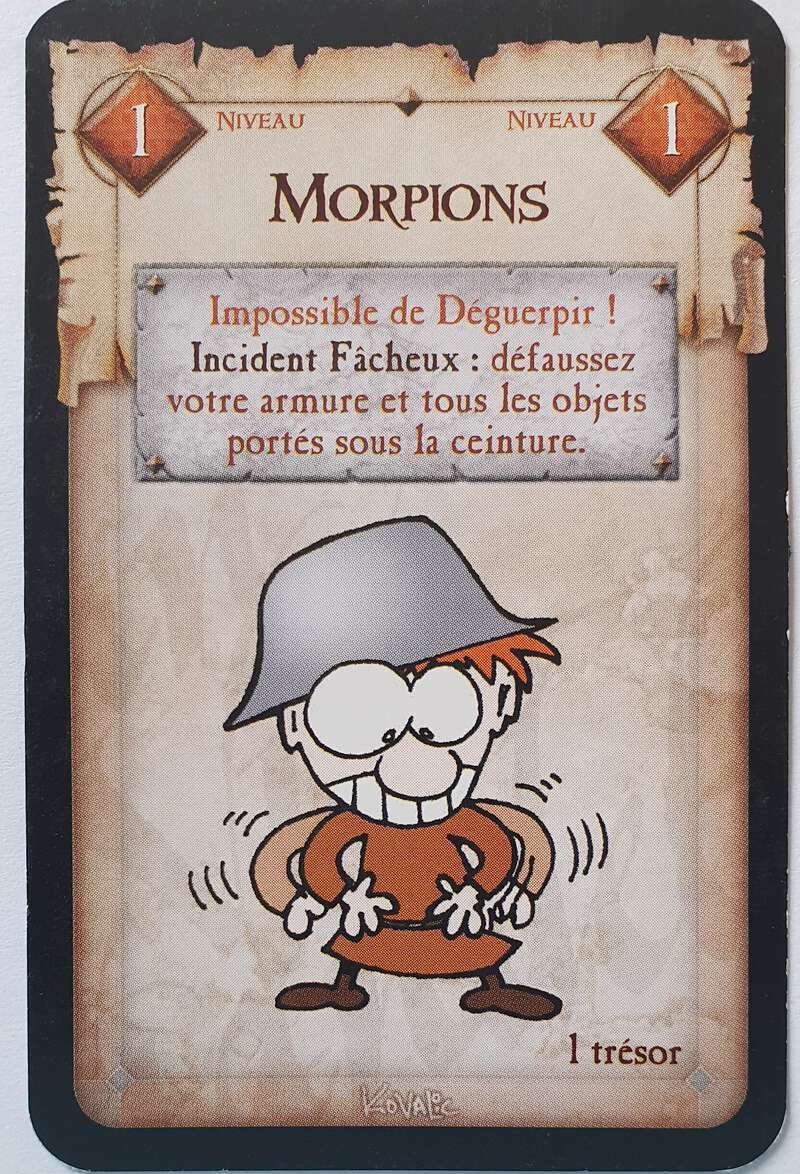 1 Niveau Niveau 1
Morpions
Impossible de Déguerpir !
Incident Fâcheux : défaussez
votre armure et tous les objets
portés sous la ceinture.
1 trésor
Kovalic